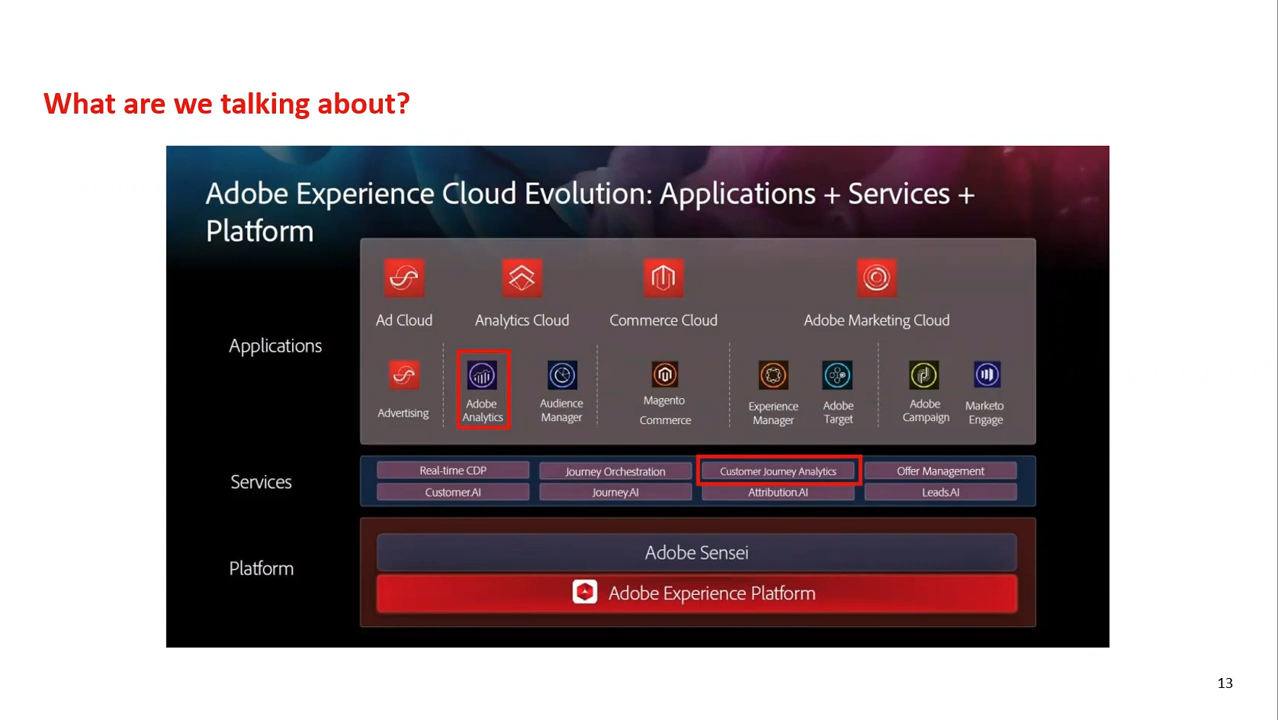 What are we talking about?
Adobe Experience Cloud Evolution: Applications + Services +
Platform
Applications
Ad Cloud
Analytics Cloud
Commerce Cloud
Adobe Marketing Cloud
Advertising
Adobe
Analytics
Audience
Manager
Magento
Commerce
Experience
Manager
Adobe
Target
Adobe
Campaign
Marketo
Engage
Services
Real-time CDP
Journey Orchestration
Customer Journey Analytics
Offer Management
Customer.AI
Journey.AI
Attribution.AI
Leads.AI
Platform
Adobe Sensei
Adobe Experience Platform
13